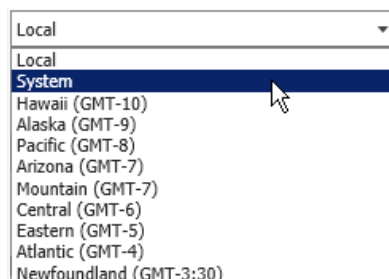 Local
Local
System
Hawaii (GMT-10)
Alaska (GMT-9)
Pacific (GMT-8)
Arizona (GMT-7)
Mountain (GMT-7)
Central (GMT-6)
Eastern (GMT-5)
Atlantic (GMT-4)
Newfoundland (GMT-3:30)